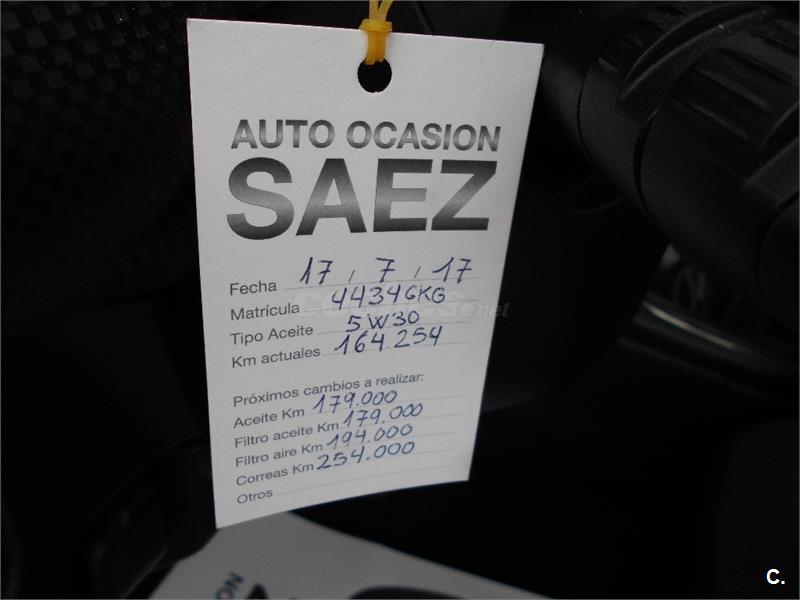 AUTO OCASION
SAEZ
Fecha 17 / 7 / 17
Matrícula 4434GKG
Tipo Aceite 5W30
Km actuales 164.254
Próximos cambios a realizar:
Aceite Km 179.000
Filtro aceite Km 179.000
Filtro aire Km 194.000
Correas Km 254.000
Otros
NO
C.